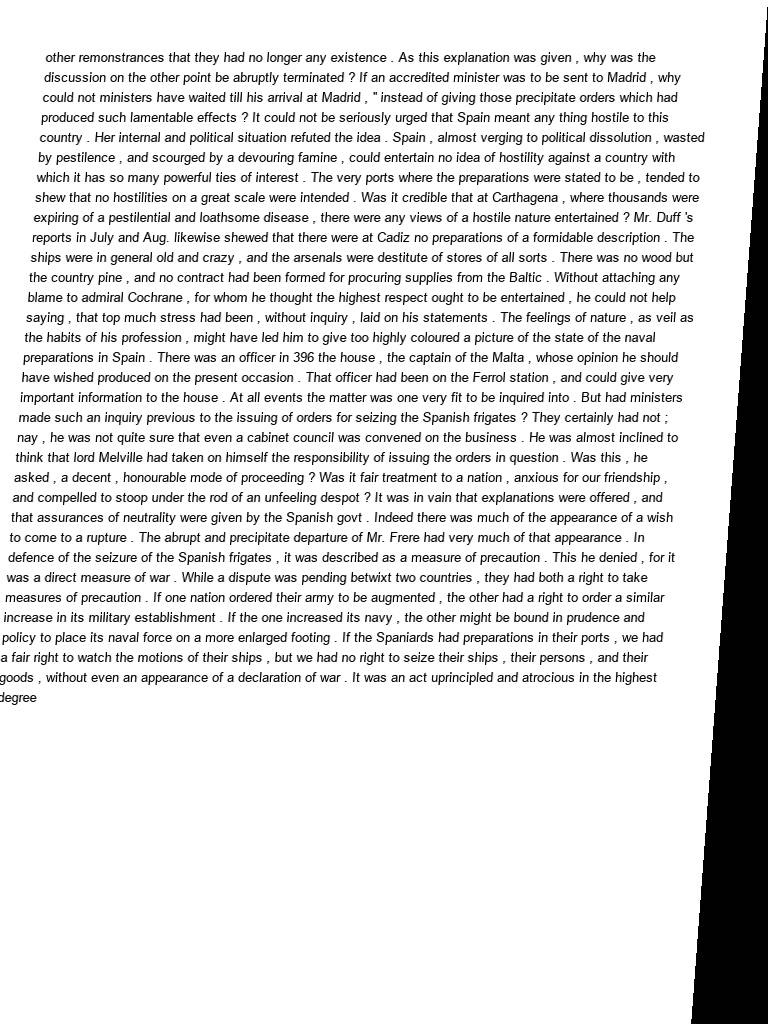 other remonstrances that they had no longer any existence . As this explanation was given , why was the
discussion on the other point be abruptly terminated ? If an accredited minister was to be sent to Madrid , why
could not ministers have waited till his arrival at Madrid , " instead of giving those precipitate orders which had
produced such lamentable effects ? It could not be seriously urged that Spain meant any thing hostile to this
country . Her internal and political situation refuted the idea . Spain , almost verging to political dissolution , wasted
by pestilence , and scourged by a devouring famine , could entertain no idea of hostility against a country with
which it has so many powerful ties of interest . The very ports where the preparations were stated to be , tended to
shew that no hostilities on a great scale were intended . Was it credible that at Carthagena , where thousands were
expiring of a pestilential and loathsome disease , there were any views of a hostile nature entertained ? Mr. Duff 's
reports in July and Aug. likewise shewed that there were at Cadiz no preparations of a formidable description . The
ships were in general old and crazy , and the arsenals were destitute of stores of all sorts . There was no wood but
the country pine , and no contract had been formed for procuring supplies from the Baltic . Without attaching any
blame to admiral Cochrane , for whom he thought the highest respect ought to be entertained , he could not help
saying , that top much stress had been , without inquiry , laid on his statements . The feelings of nature , as veil as
the habits of his profession , might have led him to give too highly coloured a picture of the state of the naval
preparations in Spain . There was an officer in 396 the house , the captain of the Malta , whose opinion he should
have wished produced on the present occasion . That officer had been on the Ferrol station , and could give very
important information to the house . At all events the matter was one very fit to be inquired into . But had ministers
made such an inquiry previous to the issuing of orders for seizing the Spanish frigates ? They certainly had not ;
nay , he was not quite sure that even a cabinet council was convened on the business . He was almost inclined to
think that lord Melville had taken on himself the responsibility of issuing the orders in question . Was this , he
asked , a decent , honourable mode of proceeding ? Was it fair treatment to a nation , anxious for our friendship ,
and compelled to stoop under the rod of an unfeeling despot ? It was in vain that explanations were offered , and
that assurances of neutrality were given by the Spanish govt . Indeed there was much of the appearance of a wish
to come to a rupture . The abrupt and precipitate departure of Mr. Frere had very much of that appearance . In
defence of the seizure of the Spanish frigates , it was described as a measure of precaution . This he denied , for it
was a direct measure of war . While a dispute was pending betwixt two countries , they had both a right to take
measures of precaution . If one nation ordered their army to be augmented , the other had a right to order a similar
increase in its military establishment . If the one increased its navy , the other might be bound in prudence and
policy to place its naval force on a more enlarged footing . If the Spaniards had preparations in their ports , we had
a fair right to watch the motions of their ships , but we had no right to seize their ships , their persons , and their
goods , without even an appearance of a declaration of war . It was an act uprincipled and atrocious in the highest
degree